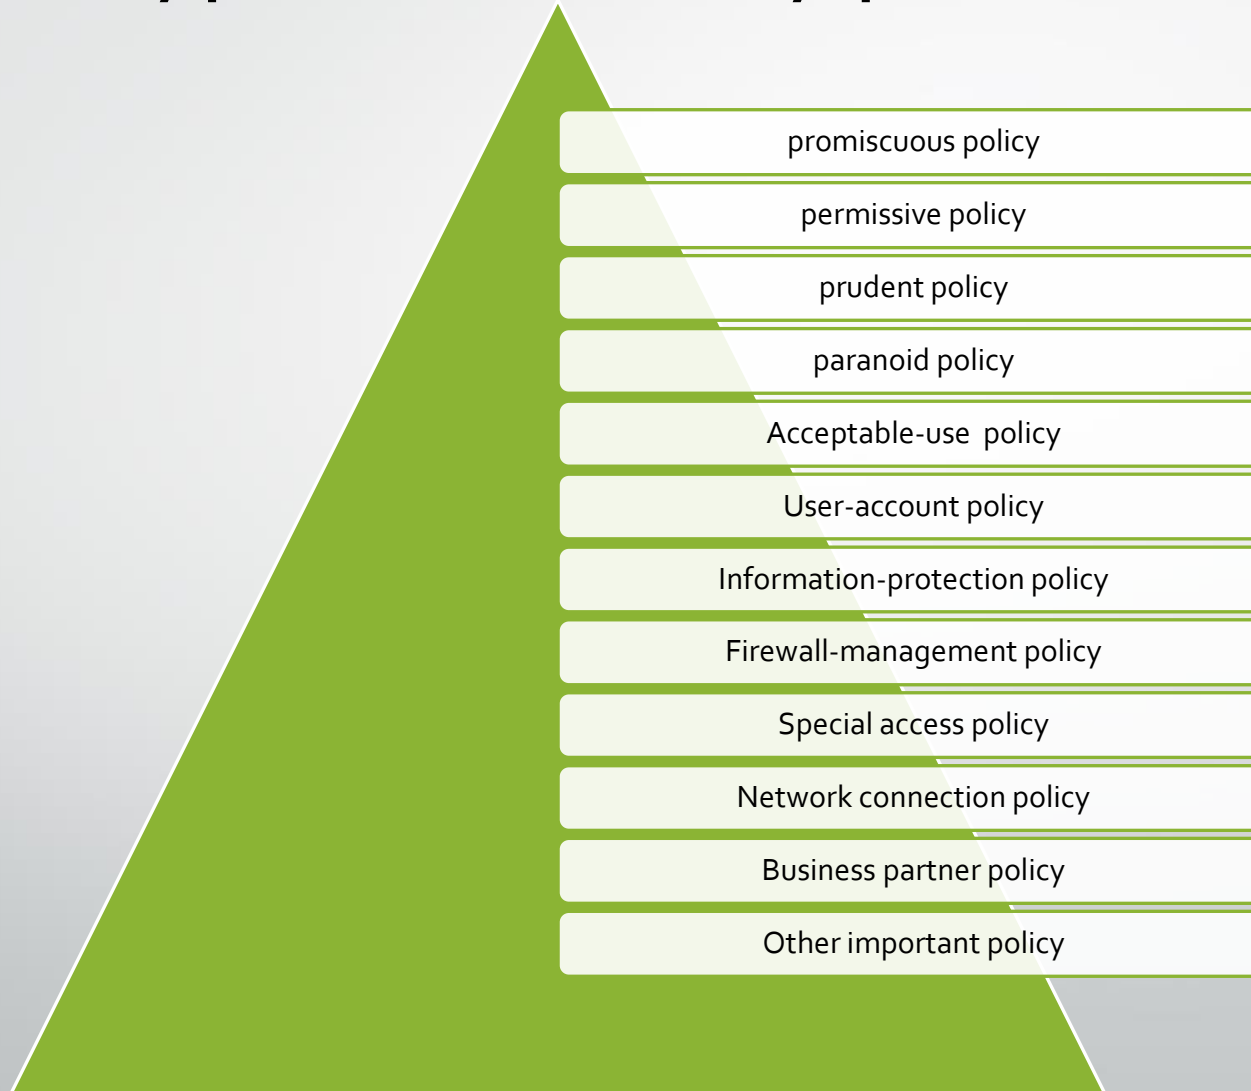 promiscuous policy
permissive policy
prudent policy
paranoid policy
Acceptable-use  policy
User-account policy
Information-protection policy
Firewall-management policy
Special access policy
Network connection policy
Business partner policy
Other important policy